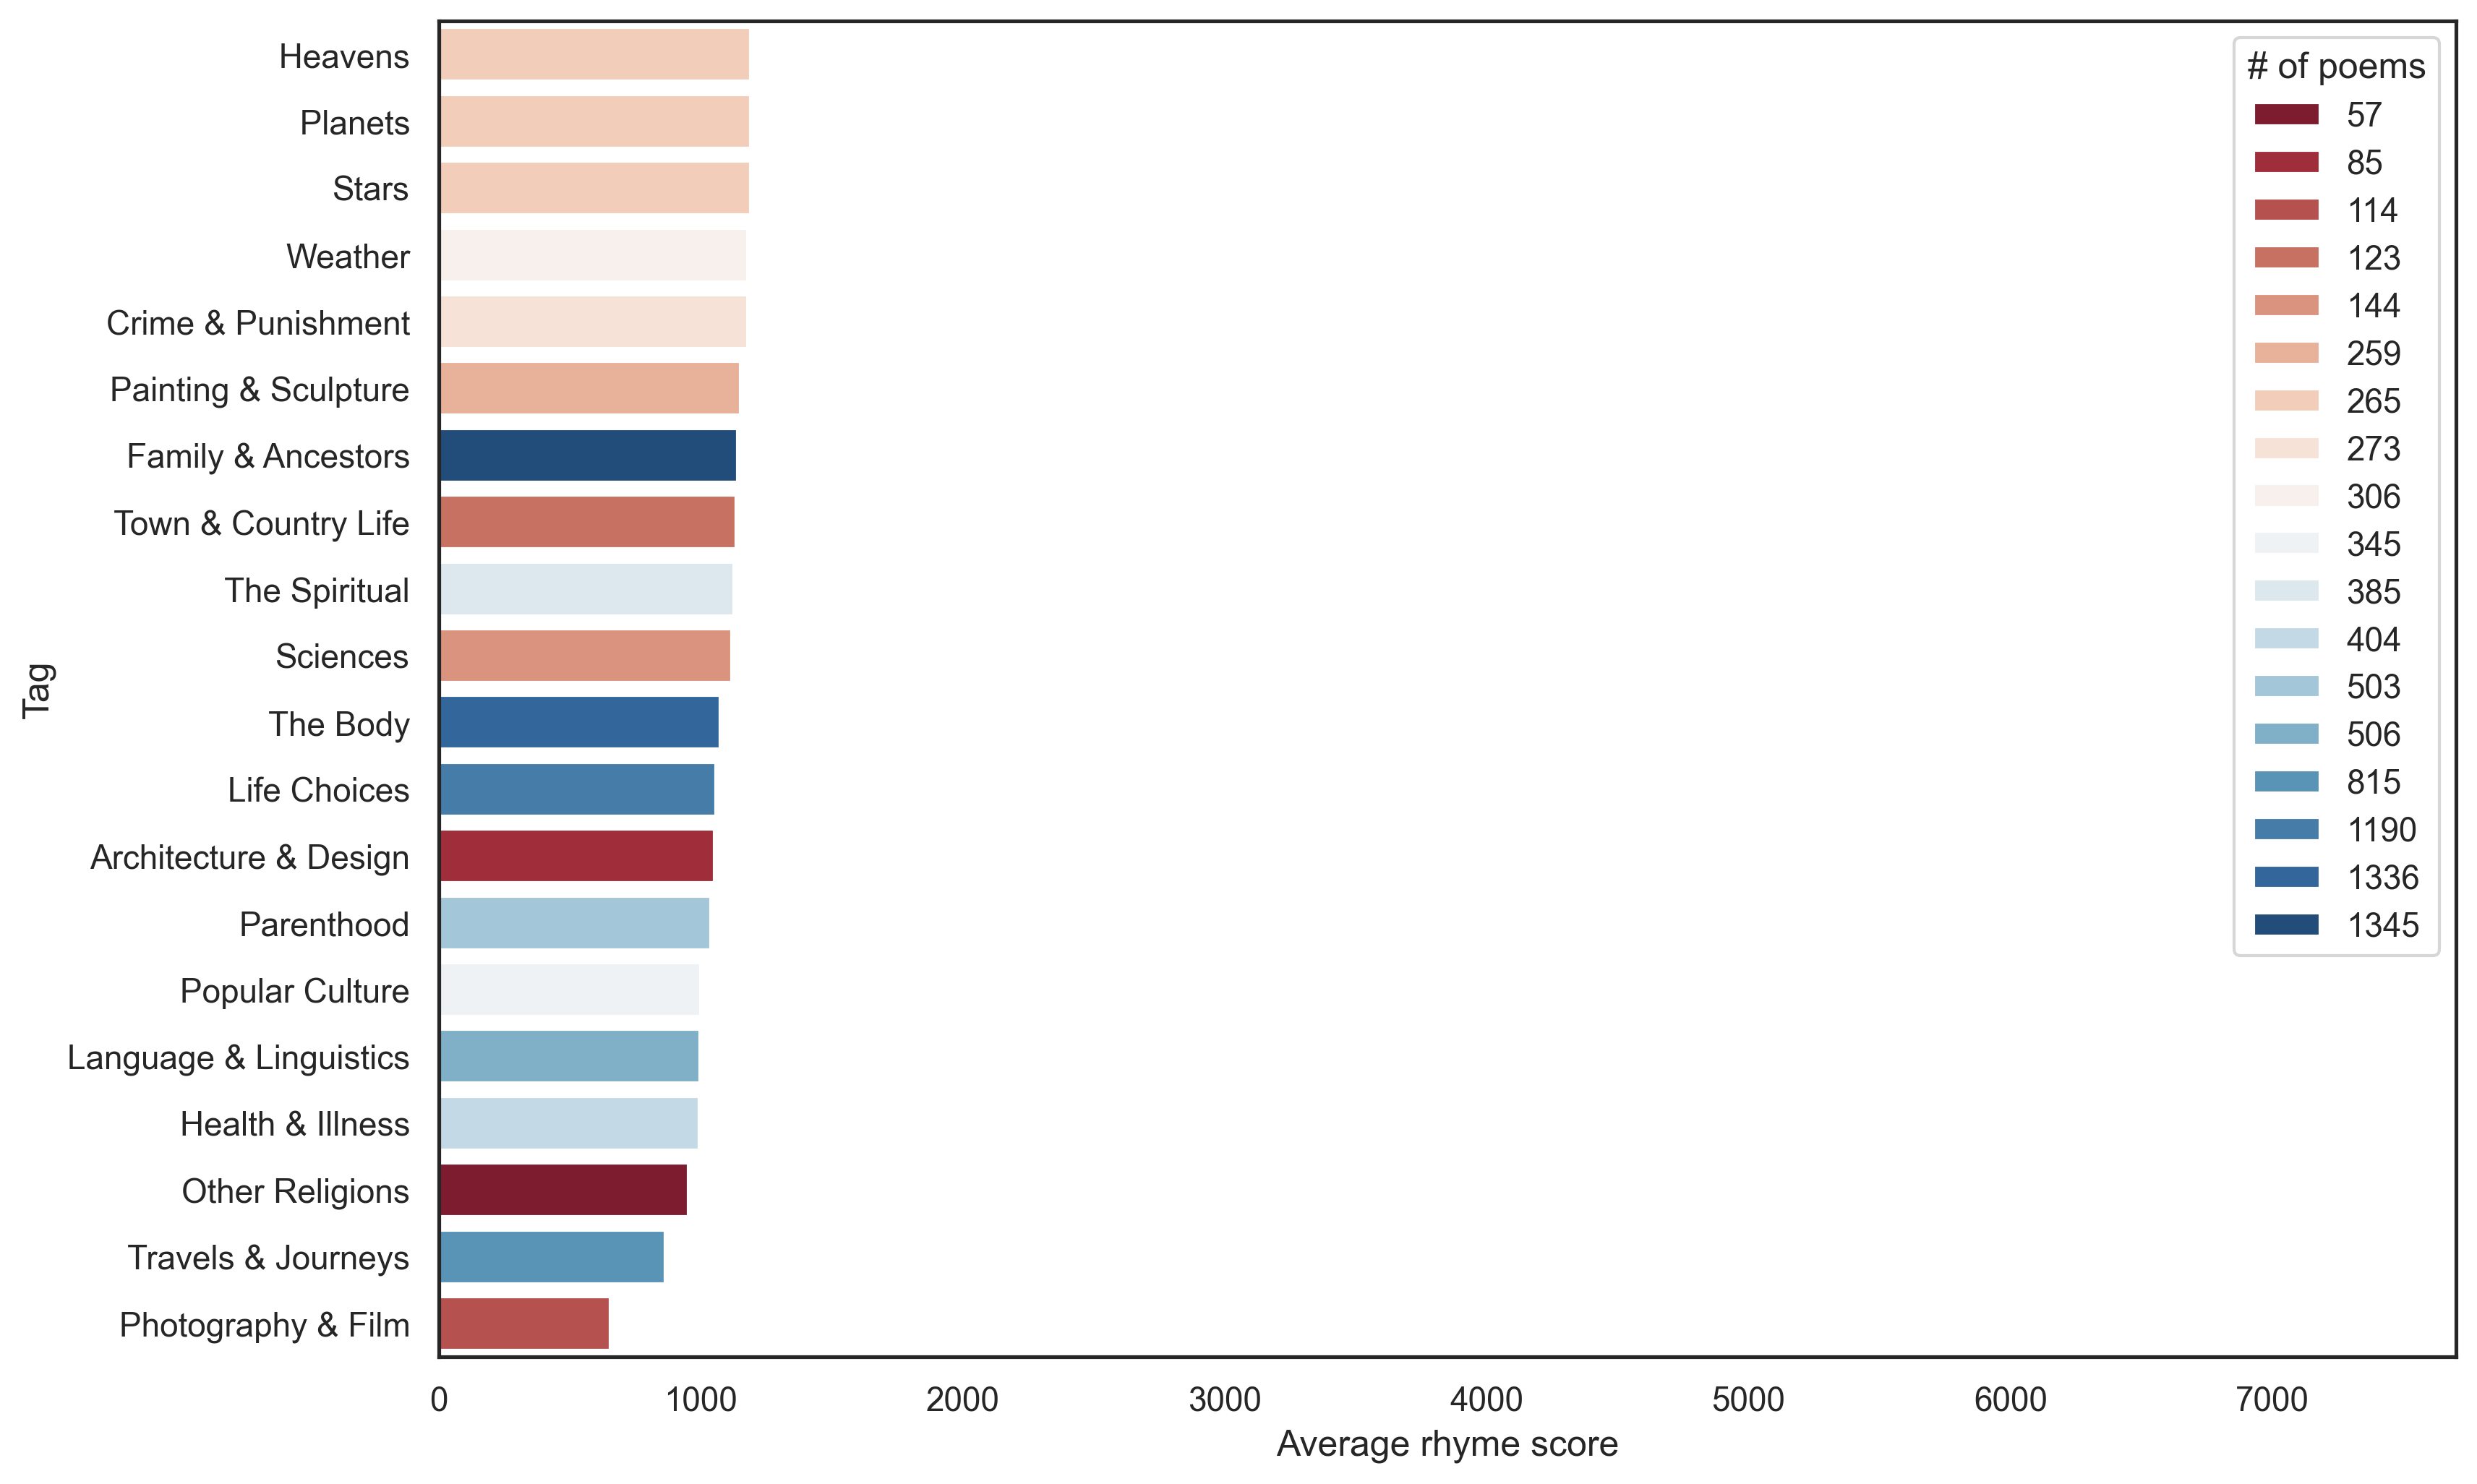 Heavens
Planets
Stars
Weather
Crime & Punishment
Painting & Sculpture
Family & Ancestors
Town & Country Life
The Spiritual
Sciences
The Body
Life Choices
Architecture & Design
Parenthood
Popular Culture
Language & Linguistics
Health & Illness
Other Religions
Travels & Journeys
Photography & Film
Tag
# of poems
57
85
114
123
144
259
265
273
306
345
385
404
503
506
815
1190
1336
1345
0 1000 2000 3000 4000 5000 6000 7000
Average rhyme score